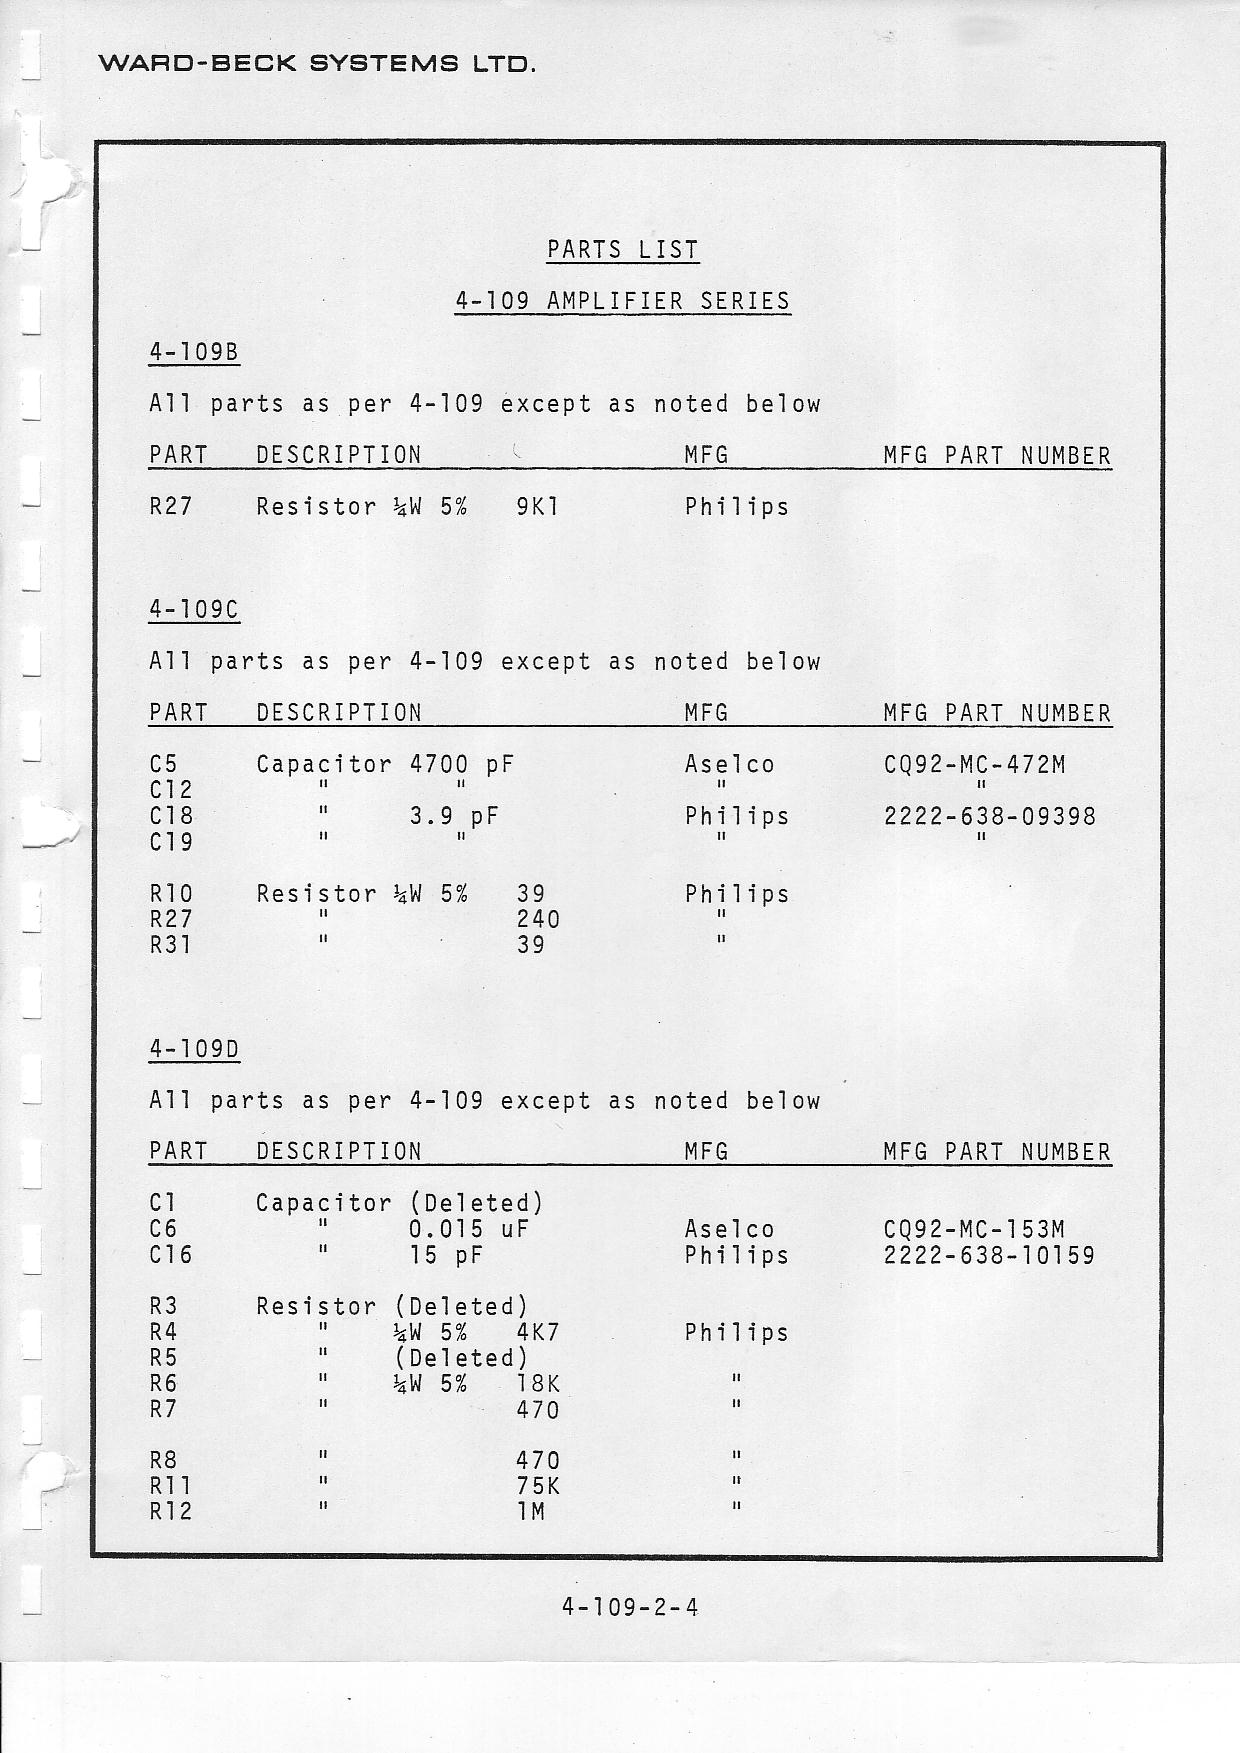 WARD-BECK SYSTEMS LTD.
PARTS LIST
4-109 AMPLIFIER SERIES
4-109B
All parts as per 4-109 except as noted below
PART DESCRIPTION MFG MFG PART NUMBER
R27 Resistor ¼W 5% 9K1 Philips
4-109C
All parts as per 4-109 except as noted below
PART DESCRIPTION MFG MFG PART NUMBER
C5 Capacitor 4700 pF Aselco CQ92-MC-472M
C12 " " " "
C18 " 3.9 pF Philips 2222-638-09398
C19 " " " "
R10 Resistor ¼W 5% 39 Philips
R27 " 240 "
R31 " 39 "
4-109D
All parts as per 4-109 except as noted below
PART DESCRIPTION MFG MFG PART NUMBER
C1 Capacitor (Deleted)
C6 " 0.015 uF Aselco CQ92-MC-153M
C16 " 15 pF Philips 2222-638-10159
R3 Resistor (Deleted)
R4 " ¼W 5% 4K7 Philips
R5 " (Deleted)
R6 " ¼W 5% 18K "
R7 " 470 "
R8 " 470 "
R11 " 75K "
R12 " 1M "
4-109-2-4